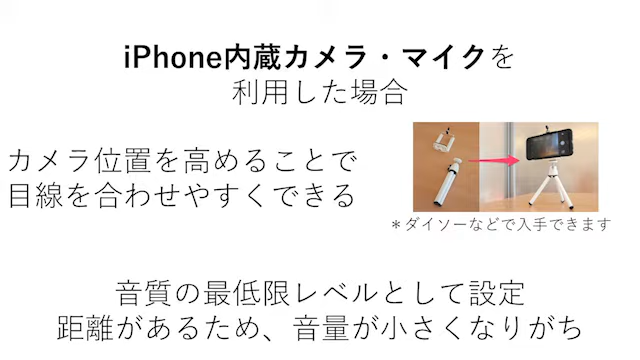 iPhone内蔵カメラ・マイクを
利用した場合
カメラ位置を高めることで
目線を合わせやすくできる
＊ダイソーなどで入手できます
音質の最低限レベルとして設定
距離があるため、音量が小さくなりがち